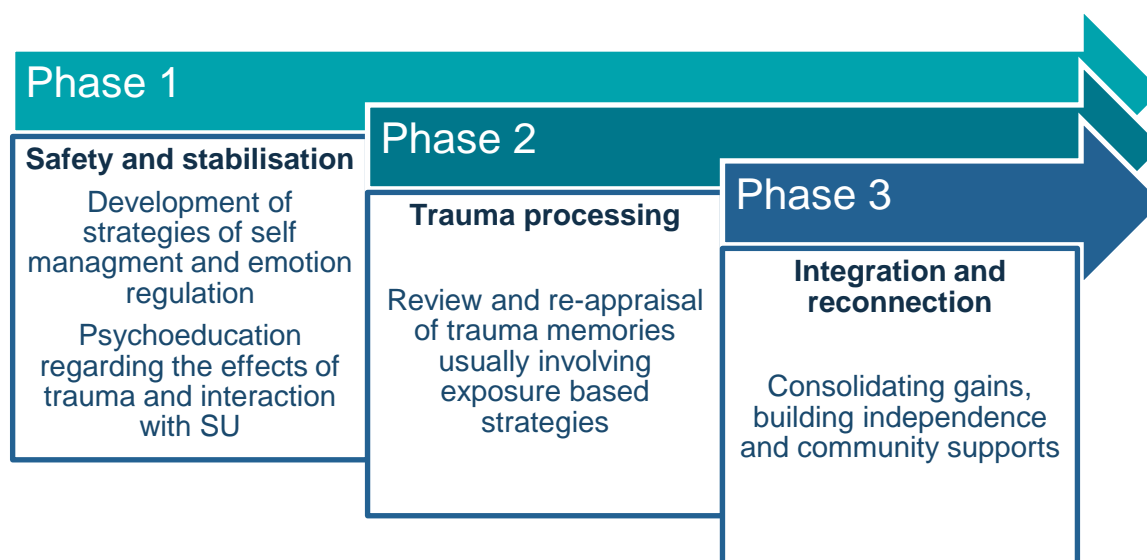 Phase 1
Safety and stabilisation
Development of
strategies of self
managment and emotion
regulation
Psychoeducation
regarding the effects of
trauma and interaction
with SU
Phase 2
Trauma processing
Review and re-appraisal
of trauma memories
usually involving
exposure based
strategies
Phase 3
Integration and
reconnection
Consolidating gains,
building independence
and community supports